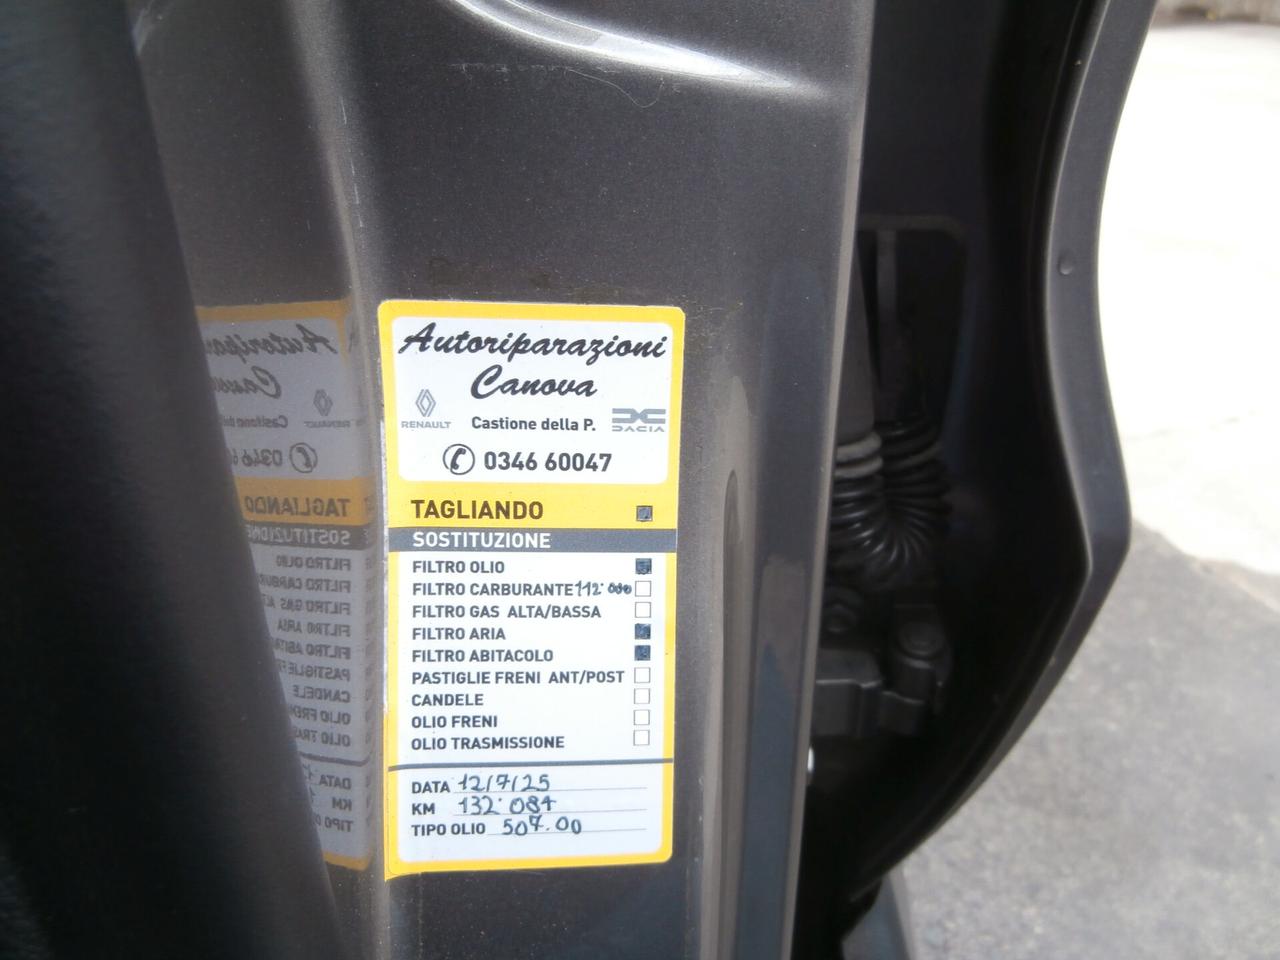 Autoriparazioni
Canova
RENAULT Castione della P. DACIA
0346 60047
TAGLIANDO
SOSTITUZIONE
FILTRO OLIO
FILTRO CARBURANTE 112'000
FILTRO GAS ALTA/BASSA
FILTRO ARIA
FILTRO ABITACOLO
PASTIGLIE FRENI ANT/POST
CANDELE
OLIO FRENI
OLIO TRASMISSIONE
DATA 12/7/25
KM 132'087
TIPO OLIO 507.00